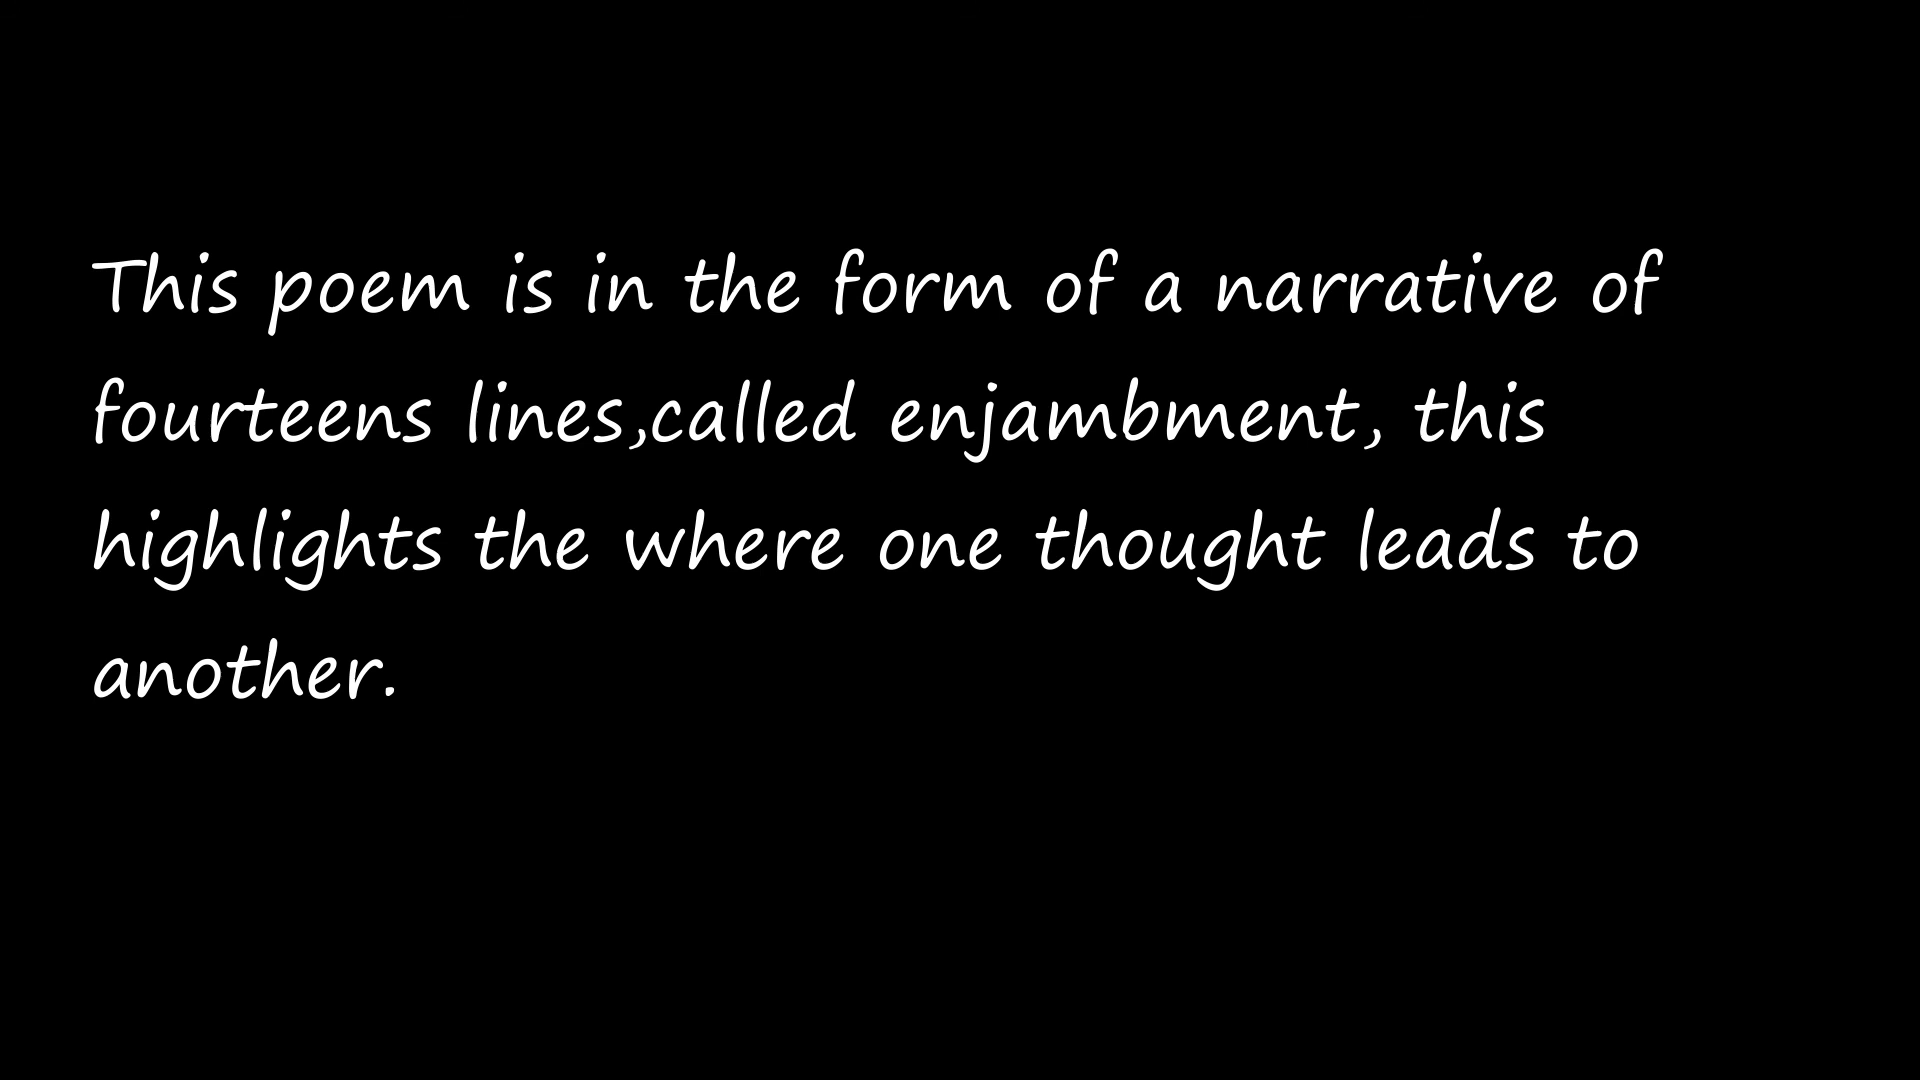 This poem is in the form of a narrative of
fourteens lines,called enjambment, this
highlights the where one thought leads to
another.